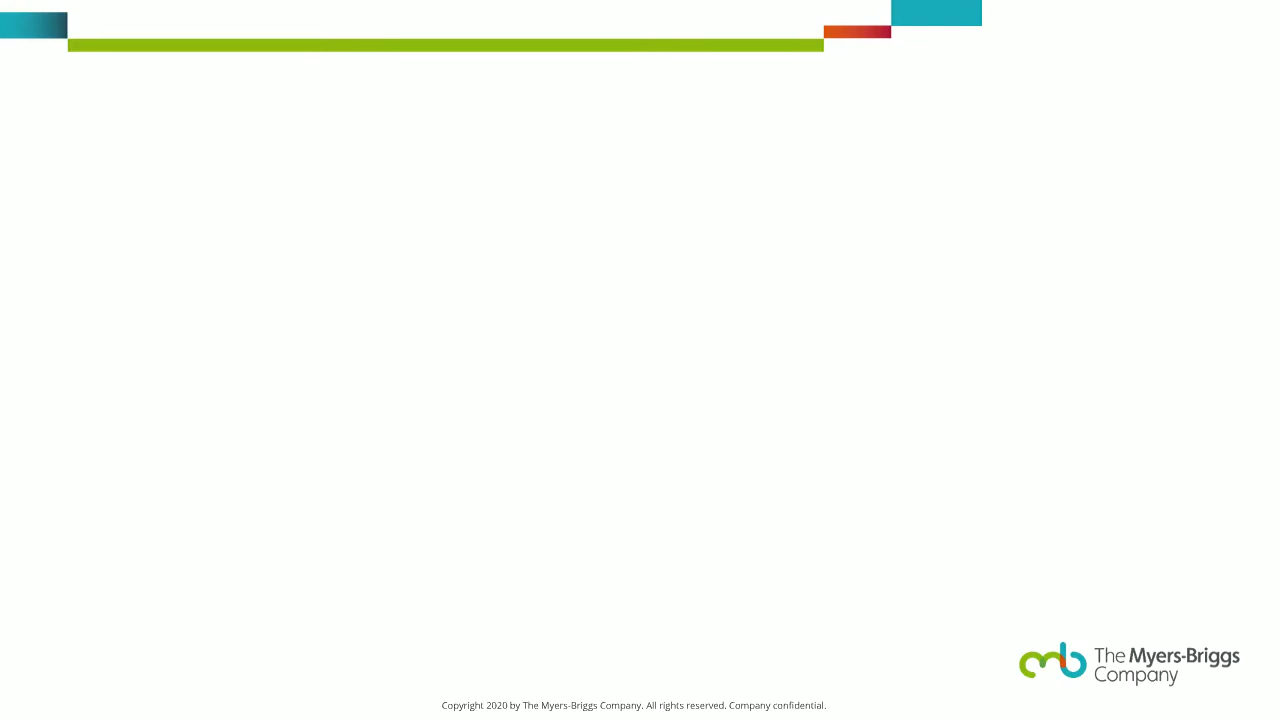 The Myers-Briggs
Company
Copyright 2020 by The Myers-Briggs Company. All rights reserved. Company confidential.